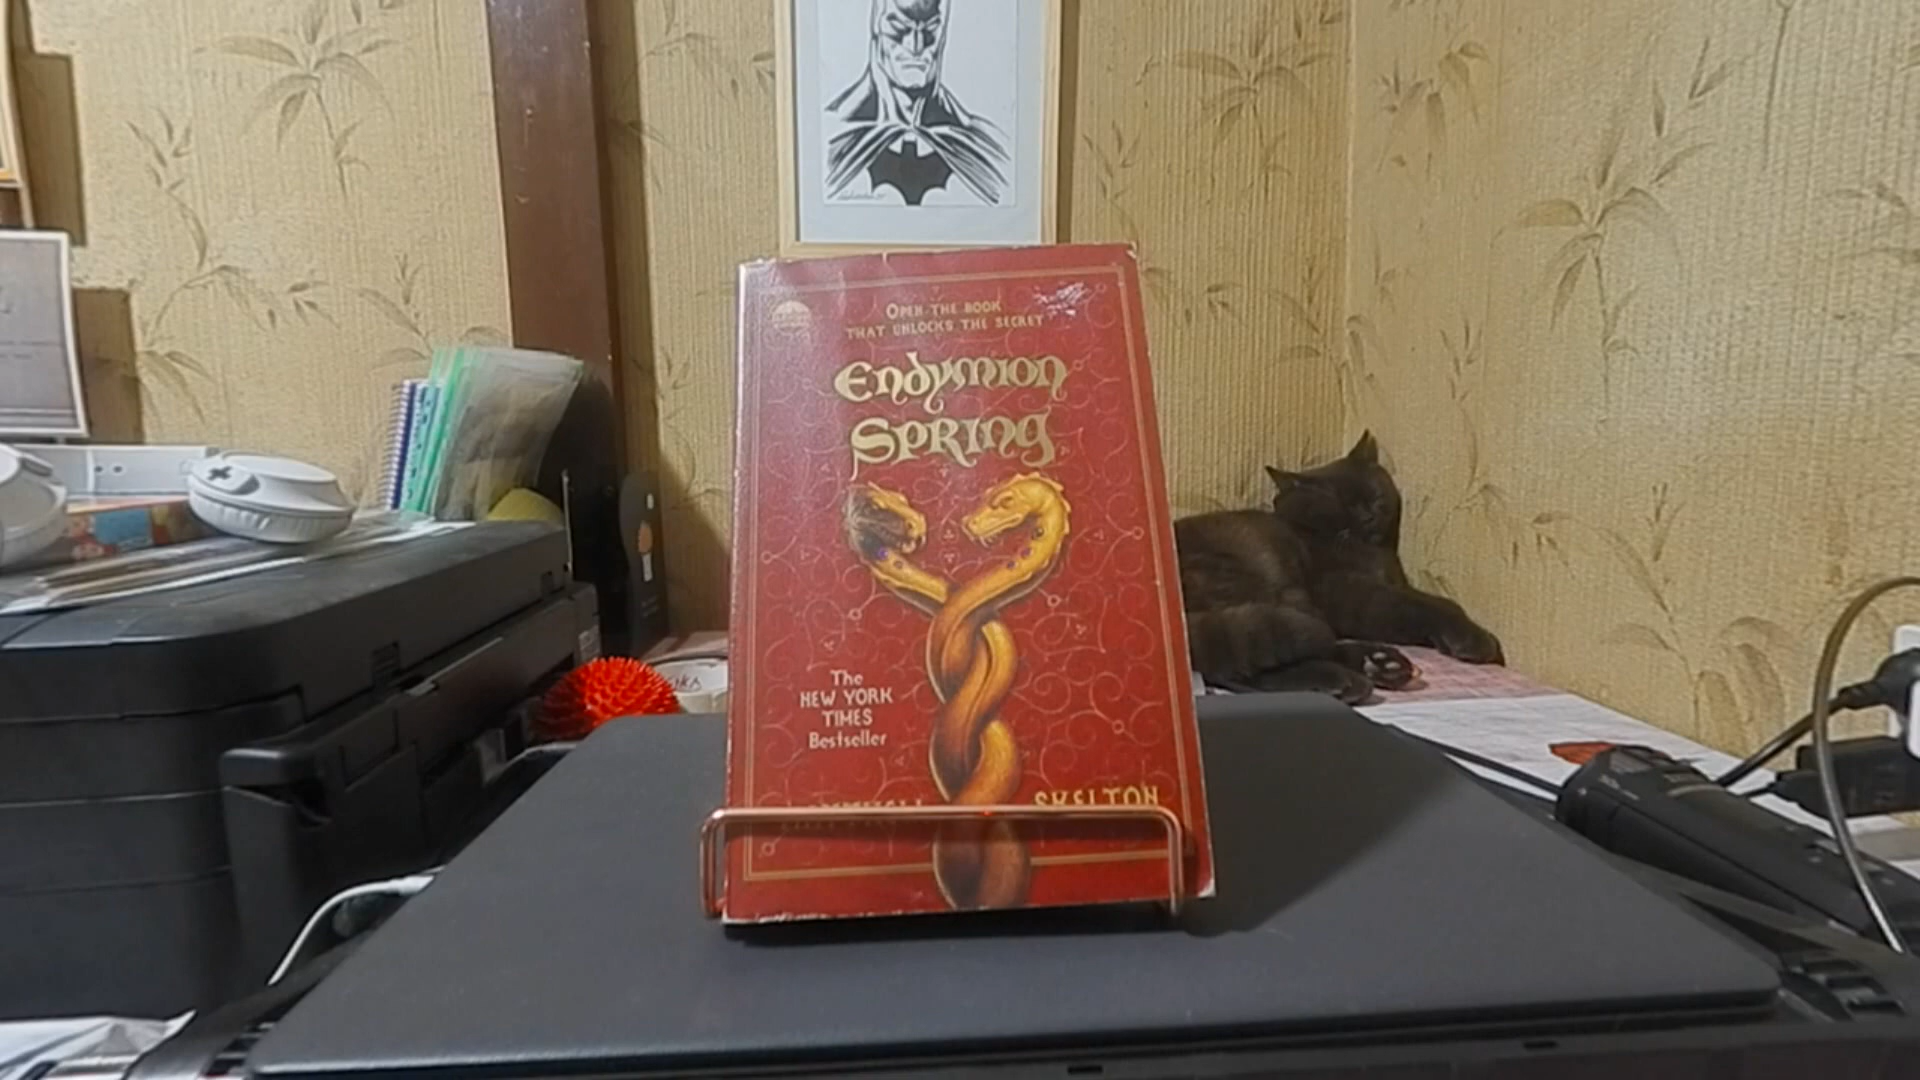 OPEN THE BOOK
THAT UNLOCKS THE SECRET
Endymion
Spring
The
NEW YORK
TIMES
Bestseller
SKELTON